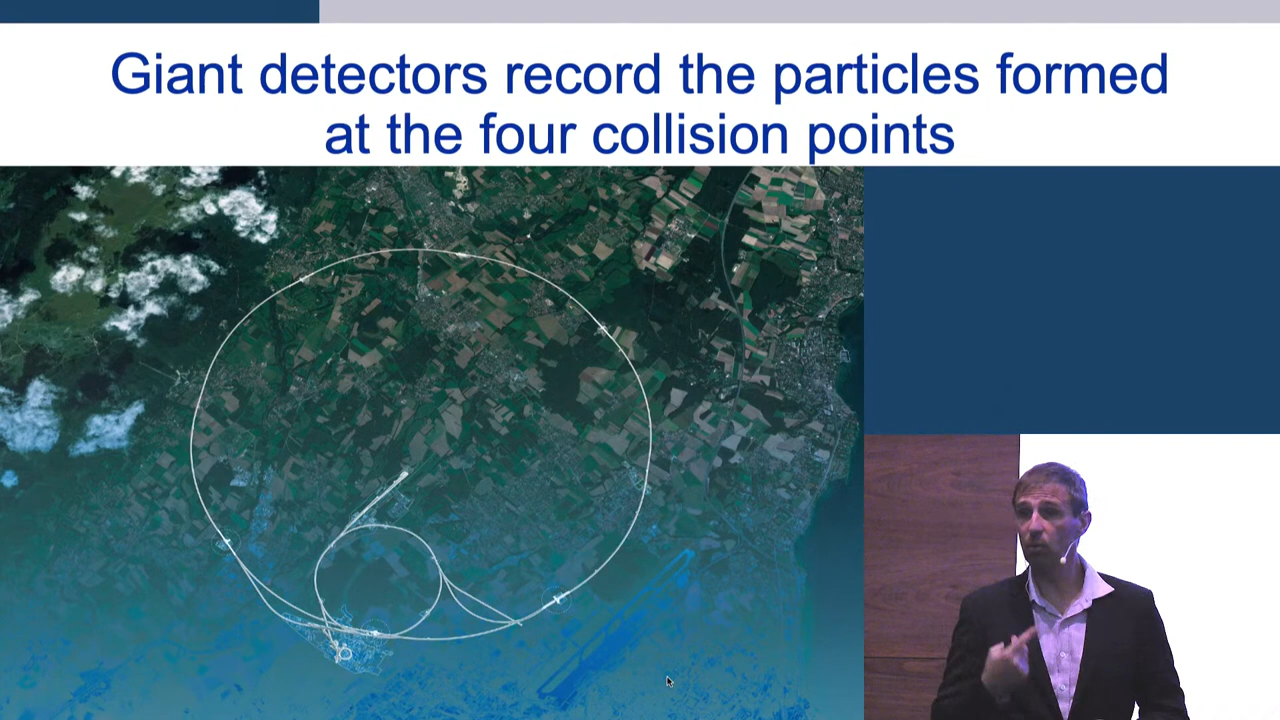 Giant detectors record the particles formed
at the four collision points